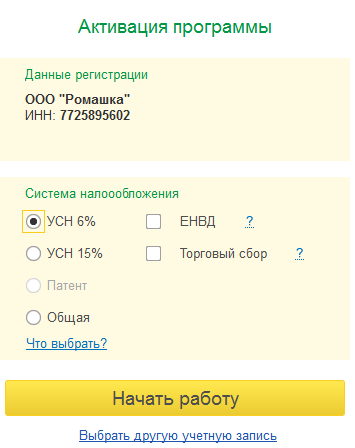 Активация программы
Данные регистрации
ООО "Ромашка"
ИНН: 7725895602
Система налоообложения
УСН 6% ЕНВД ?
УСН 15% Торговый сбор ?
Патент
Общая
Что выбрать?
Начать работу
Выбрать другую учетную запись